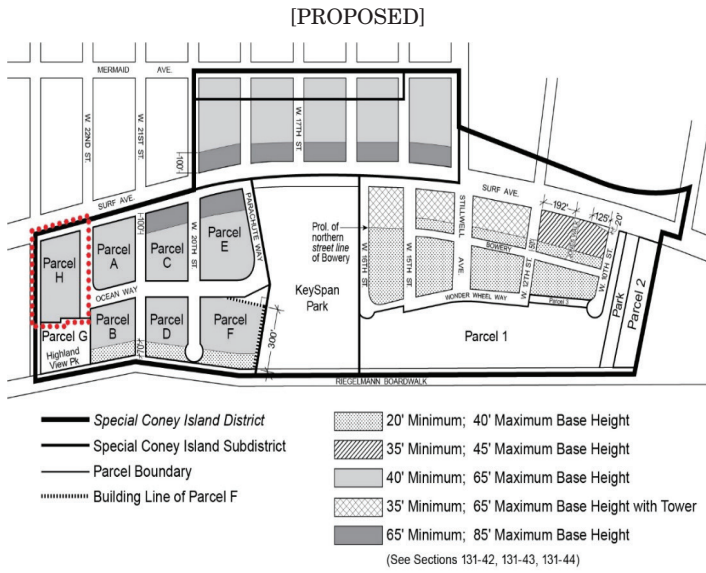 [PROPOSED]
MERMAID AVE.
W. 22ND ST.
W. 21ST ST.
W. 17TH ST.
100'
SURF AVE.
SURF AVE.
192'
125'
20'
PARACHUTE WAY
STILLWELL AVE
Prol. of
northern
street line
of Bowery
BOWERY
W. 10TH ST.
W. 12TH ST.
W. 15TH ST
W. 16TH ST
W. 20TH ST.
100'
Parcel H
Parcel A
Parcel C
Parcel E
OCEAN WAY
KeySpan
Park
WONDER WHEEL WAY
Parcel 3
Park
Parcel 2
Parcel 1
Parcel G
Highland
View Pk
Parcel B
Parcel D
Parcel F
300'
RIEGELMANN BOARDWALK
Special Coney Island District
Special Coney Island Subdistrict
Parcel Boundary
Building Line of Parcel F
20' Minimum; 40' Maximum Base Height
35' Minimum; 45' Maximum Base Height
40' Minimum; 65' Maximum Base Height
35' Minimum; 65' Maximum Base Height with Tower
65' Minimum; 85' Maximum Base Height
(See Sections 131-42, 131-43, 131-44)